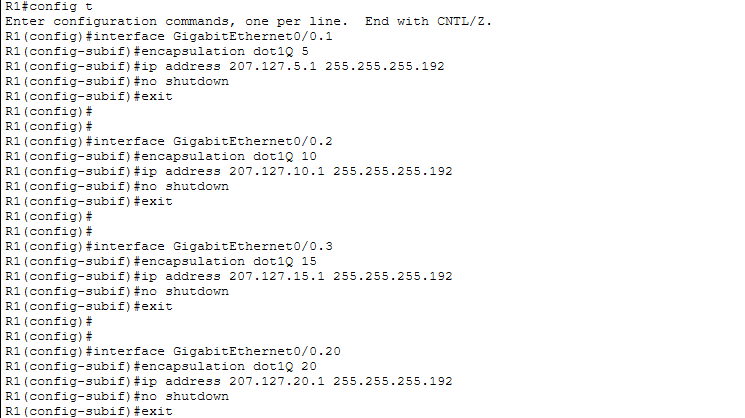 R1#config t
Enter configuration commands, one per line.  End with CNTL/Z.
R1(config)#interface GigabitEthernet0/0.1
R1(config-subif)#encapsulation dot1Q 5
R1(config-subif)#ip address 207.127.5.1 255.255.255.192
R1(config-subif)#no shutdown
R1(config-subif)#exit
R1(config)#
R1(config)#
R1(config)#interface GigabitEthernet0/0.2
R1(config-subif)#encapsulation dot1Q 10
R1(config-subif)#ip address 207.127.10.1 255.255.255.192
R1(config-subif)#no shutdown
R1(config-subif)#exit
R1(config)#
R1(config)#
R1(config)#interface GigabitEthernet0/0.3
R1(config-subif)#encapsulation dot1Q 15
R1(config-subif)#ip address 207.127.15.1 255.255.255.192
R1(config-subif)#no shutdown
R1(config-subif)#exit
R1(config)#
R1(config)#
R1(config)#interface GigabitEthernet0/0.20
R1(config-subif)#encapsulation dot1Q 20
R1(config-subif)#ip address 207.127.20.1 255.255.255.192
R1(config-subif)#no shutdown
R1(config-subif)#exit